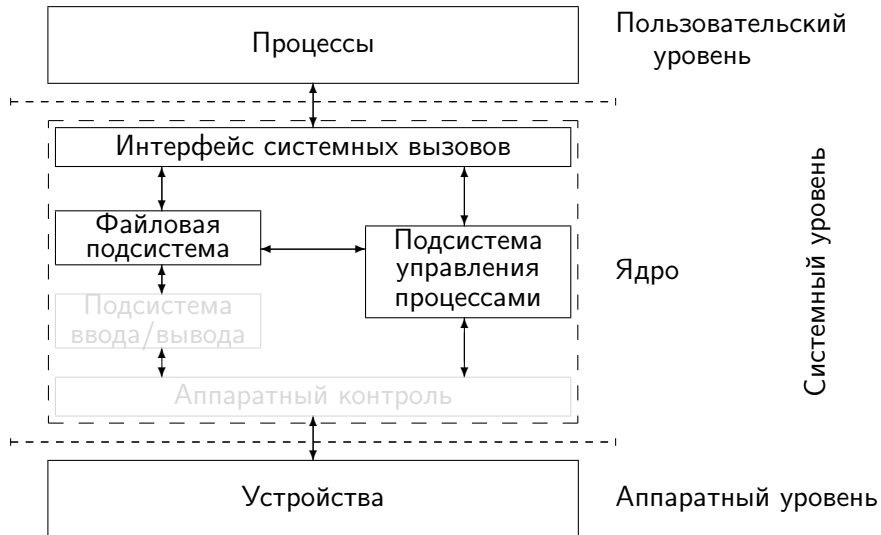 Процессы
Пользовательский
уровень
Интерфейс системных вызовов
Файловая
подсистема
Подсистема
управления
процессами
Подсистема
ввода/вывода
Аппаратный контроль
Ядро
Системный уровень
Устройства
Аппаратный уровень